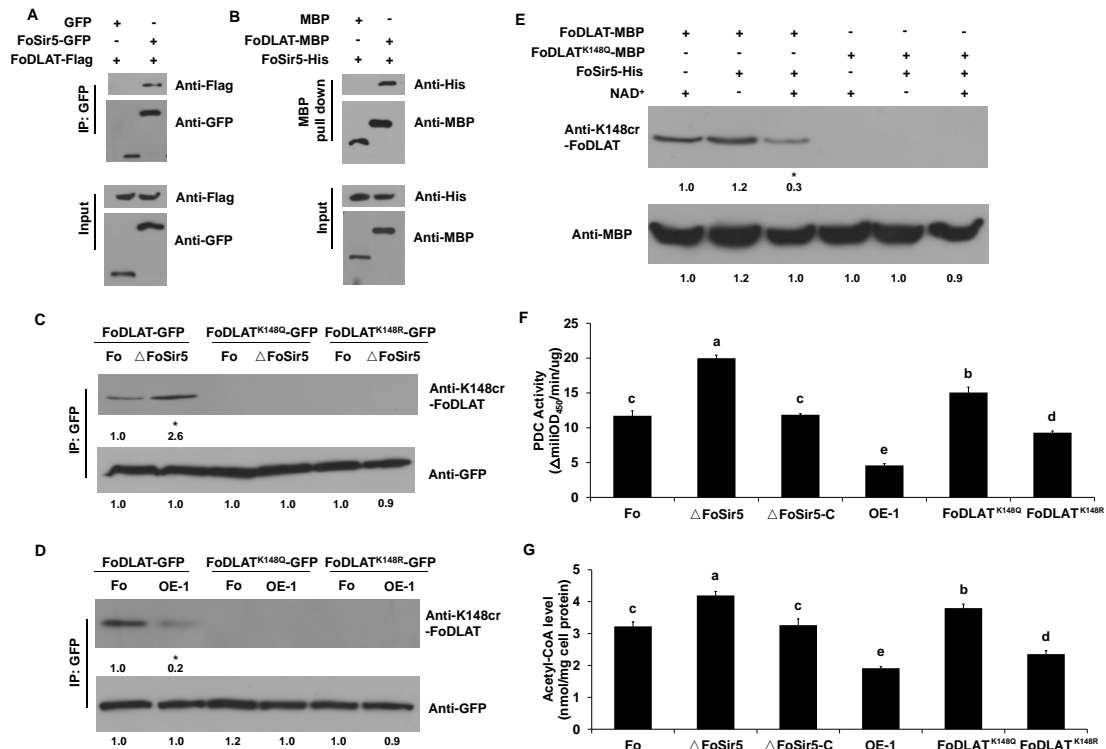 A
GFP + -
FoSir5-GFP - +
FoDLAT-Flag + +
IP: GFP
Anti-Flag
Anti-GFP
Input
Anti-Flag
Anti-GFP
B
MBP + -
FoDLAT-MBP - +
FoSir5-His + +
MBP
pull down
Anti-His
Anti-MBP
Input
Anti-His
Anti-MBP
C
FoDLAT-GFP FoDLATK148Q-GFP FoDLATK148R-GFP
Fo △FoSir5 Fo △FoSir5 Fo △FoSir5
IP: GFP
Anti-K148cr
-FoDLAT
*
1.0 2.6
Anti-GFP
1.0 1.0 1.0 1.0 1.0 0.9
D
FoDLAT-GFP FoDLATK148Q-GFP FoDLATK148R-GFP
Fo OE-1 Fo OE-1 Fo OE-1
IP: GFP
Anti-K148cr
-FoDLAT
*
1.0 0.2
Anti-GFP
1.0 1.0 1.2 1.0 1.0 0.9
E
FoDLAT-MBP + + + - - -
FoDLATK148Q-MBP - - - + + +
FoSir5-His - + + - + +
NAD+ + - + + - +
Anti-K148cr
-FoDLAT
*
1.0 1.2 0.3
Anti-MBP
1.0 1.2 1.0 1.0 1.0 0.9
F
PDC Activity
(ΔmiliOD450/min/ug)
25
20
15
10
5
0
c a c e b d
Fo △FoSir5 △FoSir5-C OE-1 FoDLATK148Q FoDLATK148R
G
Acetyl-CoA level
(nmol/mg cell protein)
5
4
3
2
1
0
c a c e b d
Fo △FoSir5 △FoSir5-C OE-1 FoDLATK148Q FoDLATK148R